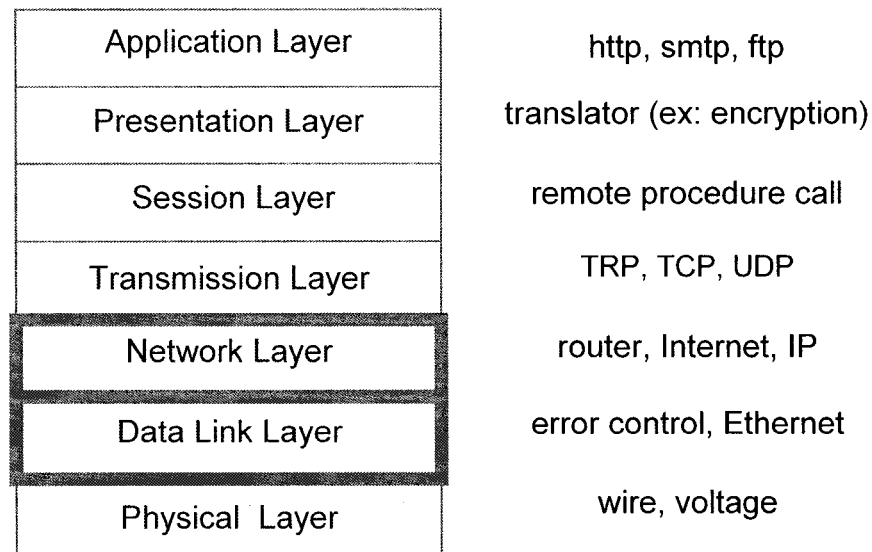 Application Layer http, smtp, ftp
Presentation Layer translator (ex: encryption)
Session Layer remote procedure call
Transmission Layer TRP, TCP, UDP
Network Layer router, Internet, IP
Data Link Layer error control, Ethernet
Physical Layer wire, voltage